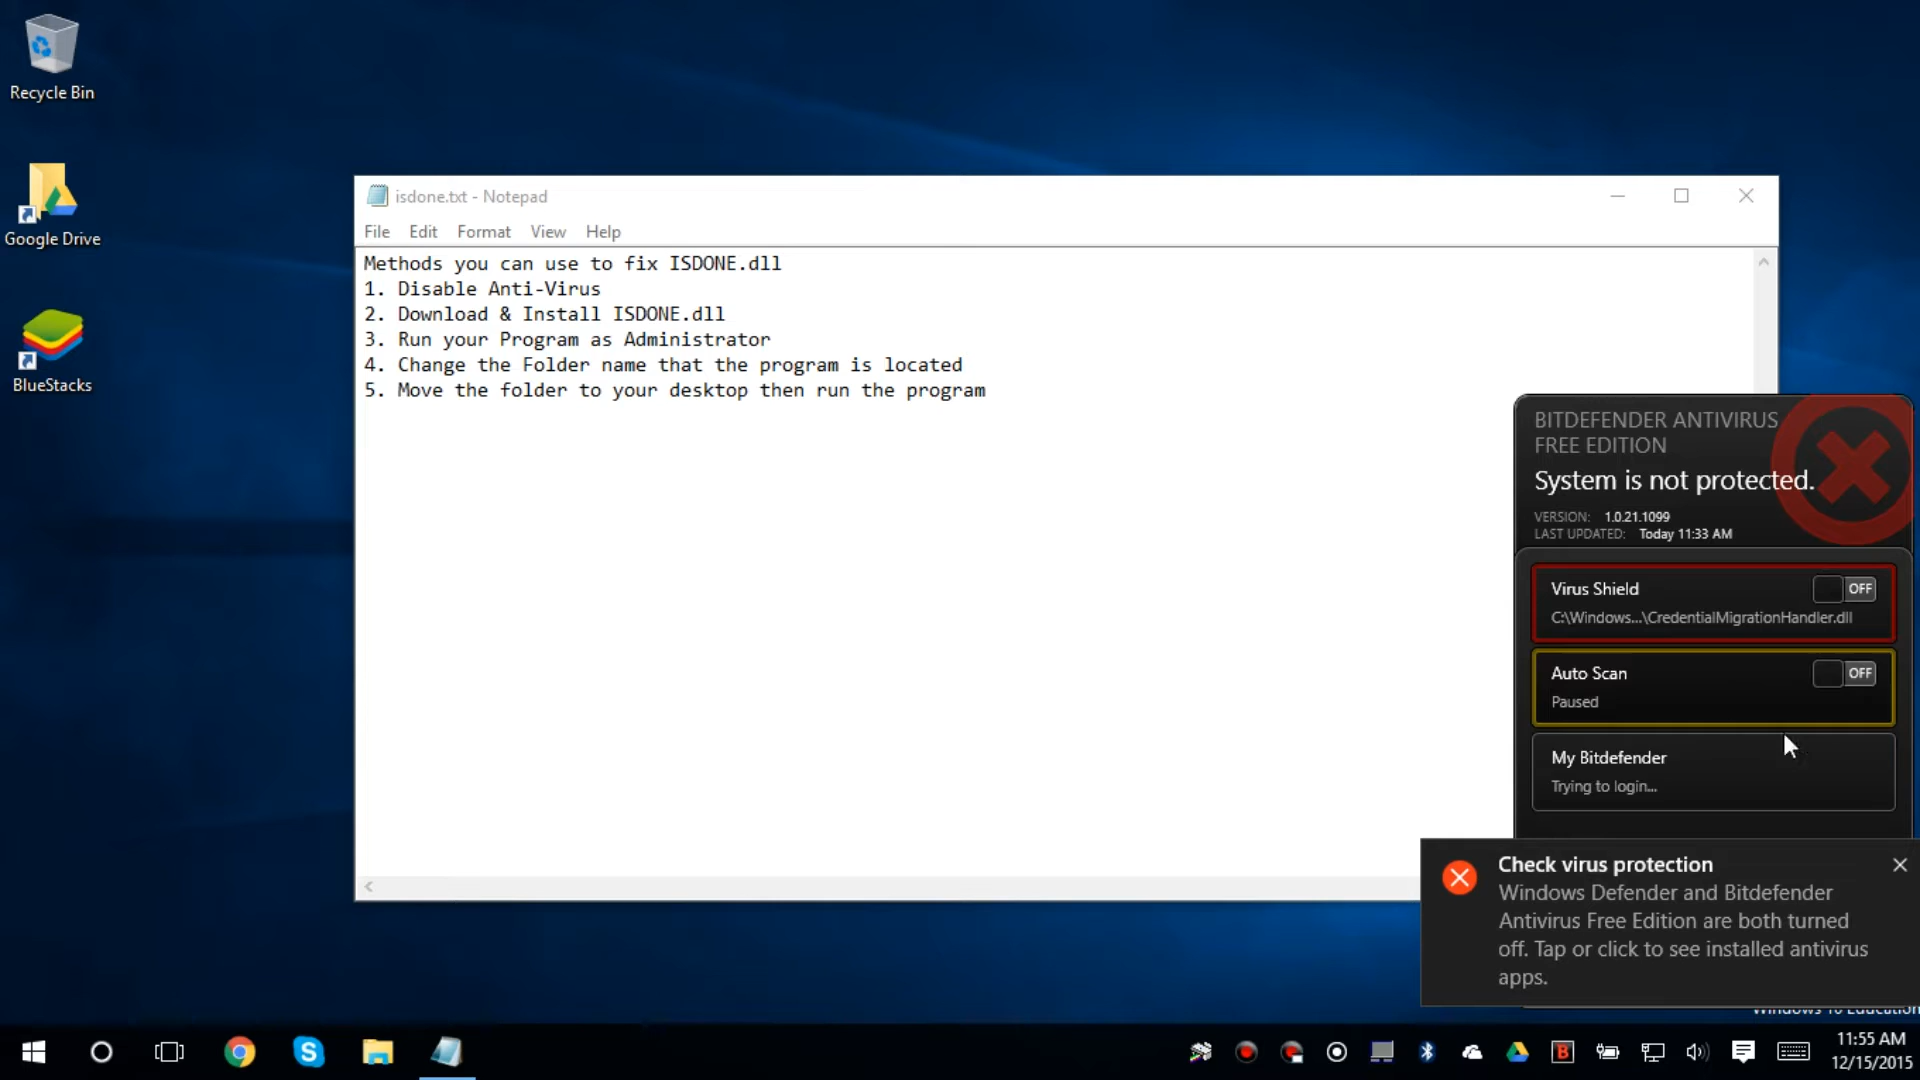 Recycle Bin
Google Drive
BlueStacks
isdone.txt - Notepad
File Edit Format View Help
Methods you can use to fix ISDONE.dll
1. Disable Anti-Virus
2. Download & Install ISDONE.dll
3. Run your Program as Administrator
4. Change the Folder name that the program is located
5. Move the folder to your desktop then run the program
BITDEFENDER ANTIVIRUS
FREE EDITION
System is not protected.
VERSION: 1.0.21.1099
LAST UPDATED: Today 11:33 AM
Virus Shield OFF
C:\Windows...\CredentialMigrationHandler.dll
Auto Scan OFF
Paused
My Bitdefender
Trying to login...
Check virus protection
Windows Defender and Bitdefender
Antivirus Free Edition are both turned
off. Tap or click to see installed antivirus
apps.
Windows 10 Education
11:55 AM
12/15/2015